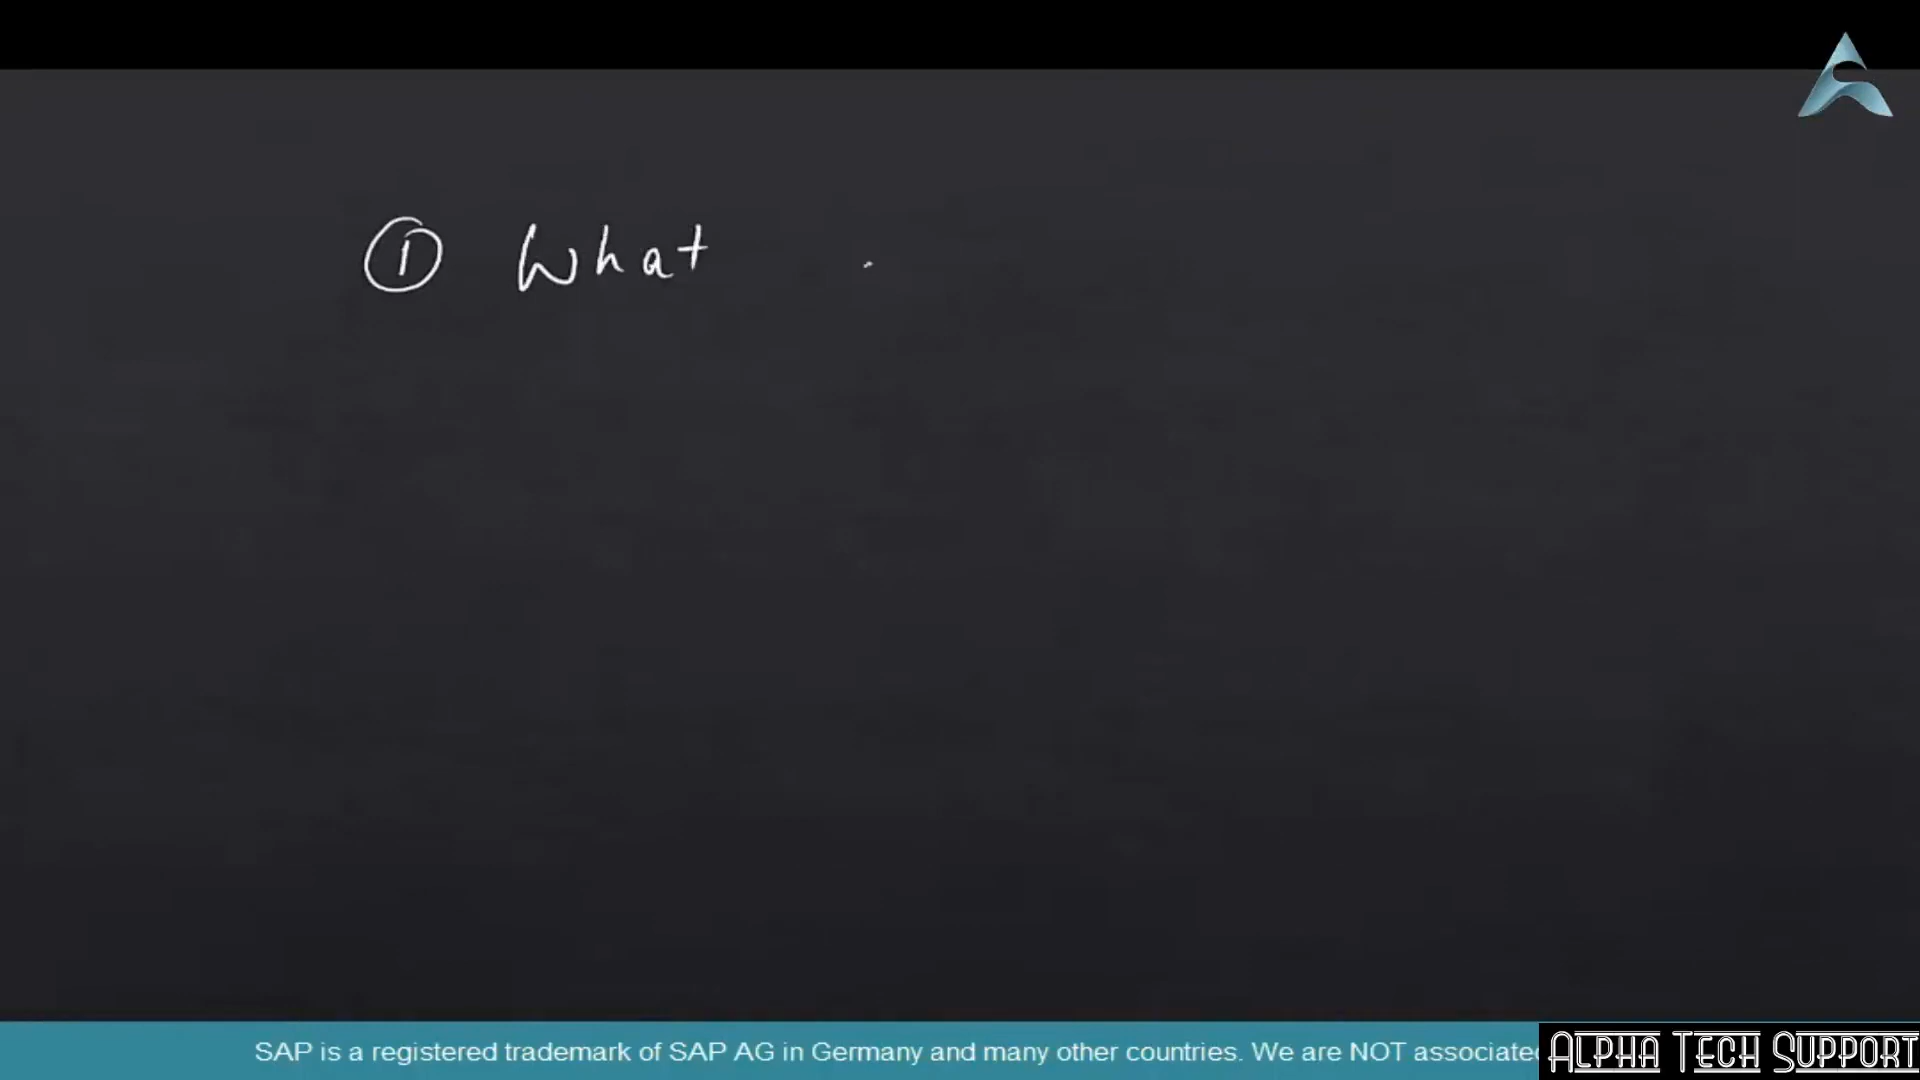 ① What
SAP is a registered trademark of SAP AG in Germany and many other countries. We are NOT associated
Alpha Tech Support